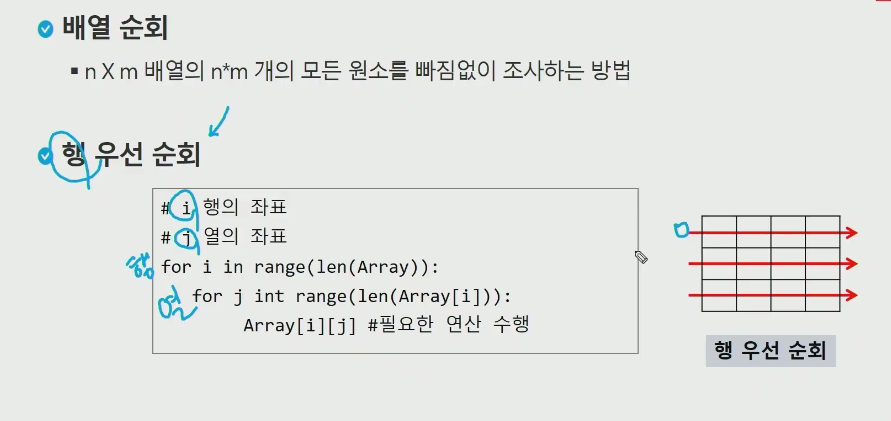 배열 순회
▪ n X m 배열의 n*m 개의 모든 원소를 빠짐없이 조사하는 방법
행 우선 순회
# i 행의 좌표
# j 열의 좌표
행 for i in range(len(Array)):
열 for j int range(len(Array[i])):
Array[i][j] #필요한 연산 수행
0
행 우선 순회